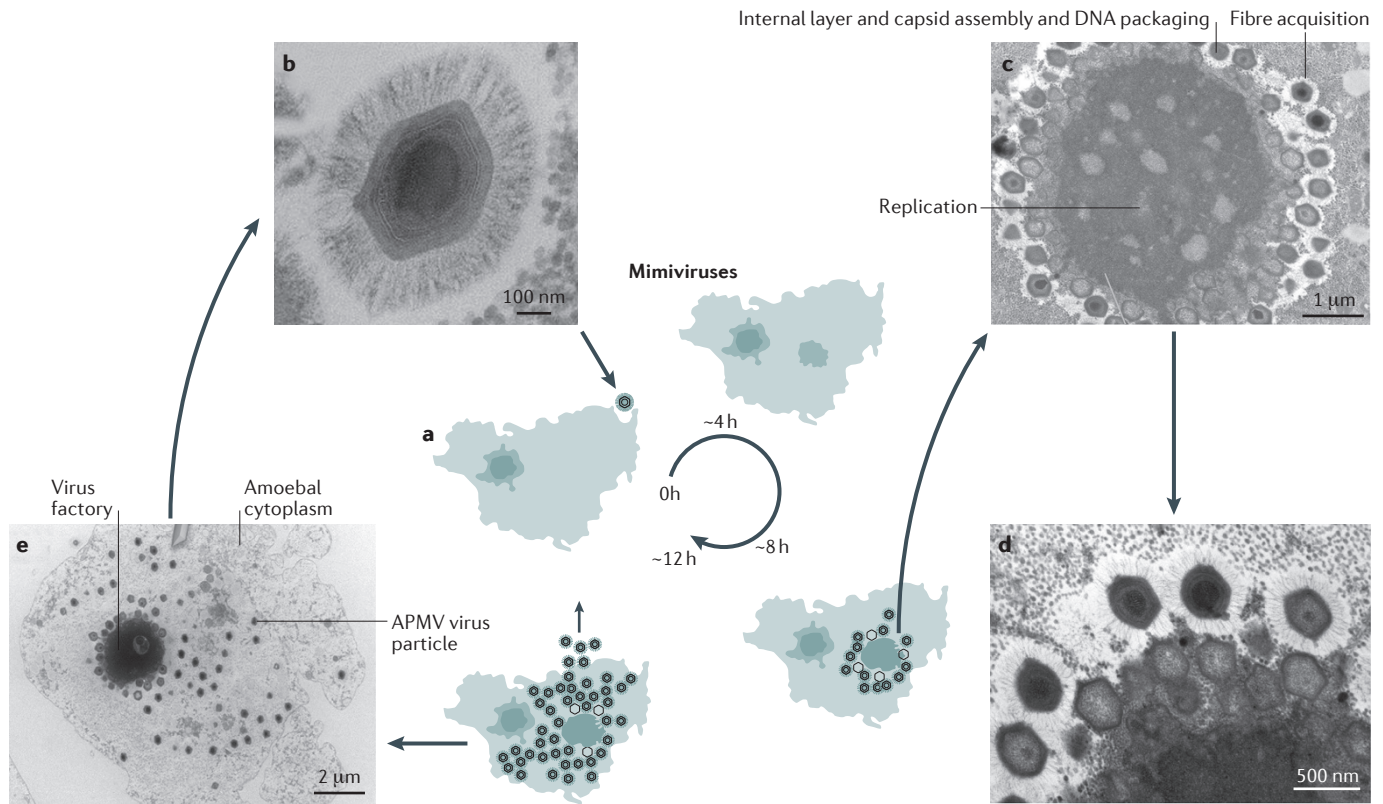 Internal layer and capsid assembly and DNA packaging
Fibre acquisition
b
100 nm
c
Replication
1 μm
Mimiviruses
a
~4 h
0h
~8 h
~12 h
Virus
factory
Amoebal
cytoplasm
e
APMV virus
particle
2 μm
d
500 nm